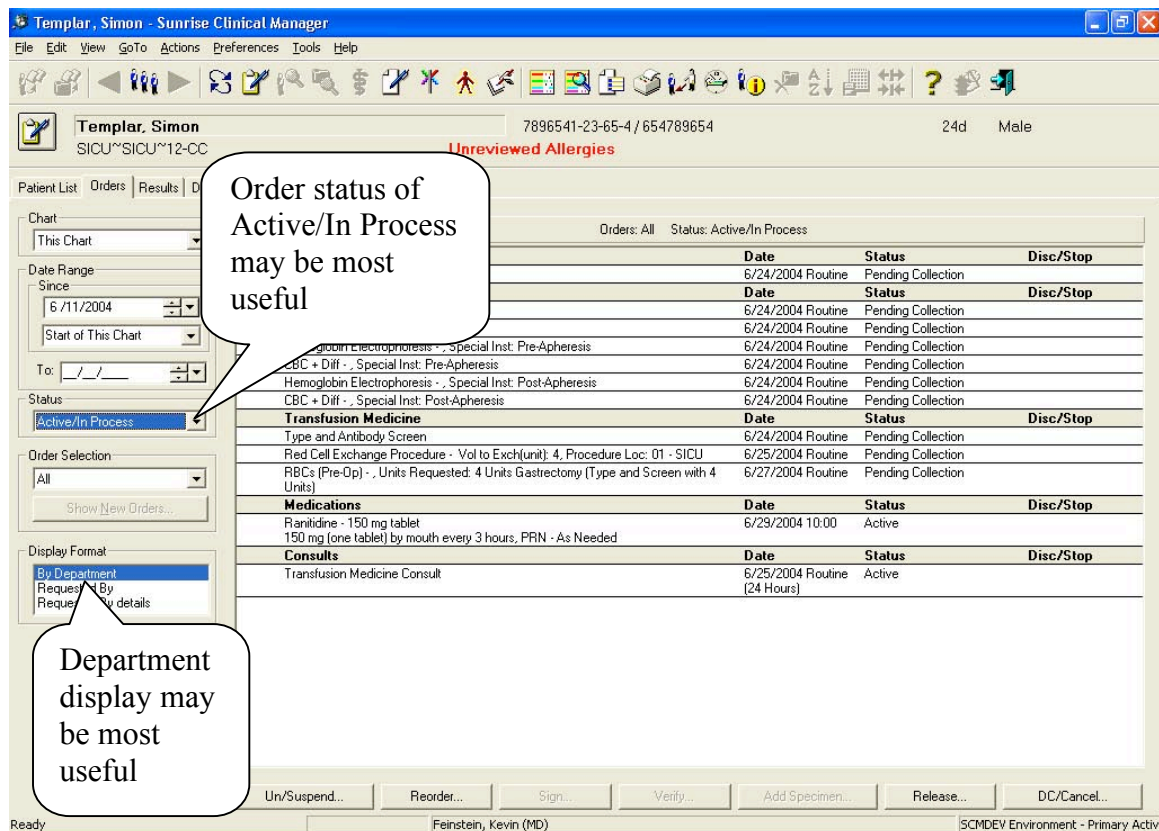 Templar, Simon - Sunrise Clinical Manager
File Edit View GoTo Actions Preferences Tools Help
Templar, Simon 7896541-23-65-4 / 654789654 24d Male
SICU~SICU~12-CC Unreviewed Allergies
Patient List Orders Results D
Order status of
Active/In Process
may be most
useful
Chart
This Chart
Date Range
Since
6 /11/2004
Start of This Chart
To: _/_/___
Status
Active/In Process
Order Selection
All
Show New Orders...
Display Format
By Department
Requested By
Reque By details
Department
display may
be most
useful
Orders: All Status: Active/In Process
Date Status Disc/Stop
6/24/2004 Routine Pending Collection
Date Status Disc/Stop
6/24/2004 Routine Pending Collection
6/24/2004 Routine Pending Collection
globin Electrophoresis - , Special Inst: Pre-Apheresis 6/24/2004 Routine Pending Collection
CBC + Diff - , Special Inst: Pre-Apheresis 6/24/2004 Routine Pending Collection
Hemoglobin Electrophoresis - , Special Inst: Post-Apheresis 6/24/2004 Routine Pending Collection
CBC + Diff - , Special Inst: Post-Apheresis 6/24/2004 Routine Pending Collection
Transfusion Medicine Date Status Disc/Stop
Type and Antibody Screen 6/24/2004 Routine Pending Collection
Red Cell Exchange Procedure - Vol to Exch(unit): 4, Procedure Loc: 01 - SICU 6/25/2004 Routine Pending Collection
RBCs (Pre-Op) - , Units Requested: 4 Units Gastrectomy (Type and Screen with 4 6/27/2004 Routine Pending Collection
Units)
Medications Date Status Disc/Stop
Ranitidine - 150 mg tablet 6/29/2004 10:00 Active
150 mg (one tablet) by mouth every 3 hours, PRN - As Needed
Consults Date Status Disc/Stop
Transfusion Medicine Consult 6/25/2004 Routine Active
(24 Hours)
Un/Suspend... Reorder... Sign... Verify... Add Specimen... Release... DC/Cancel...
Ready Feinstein, Kevin (MD) SCMDEV Environment - Primary Activ